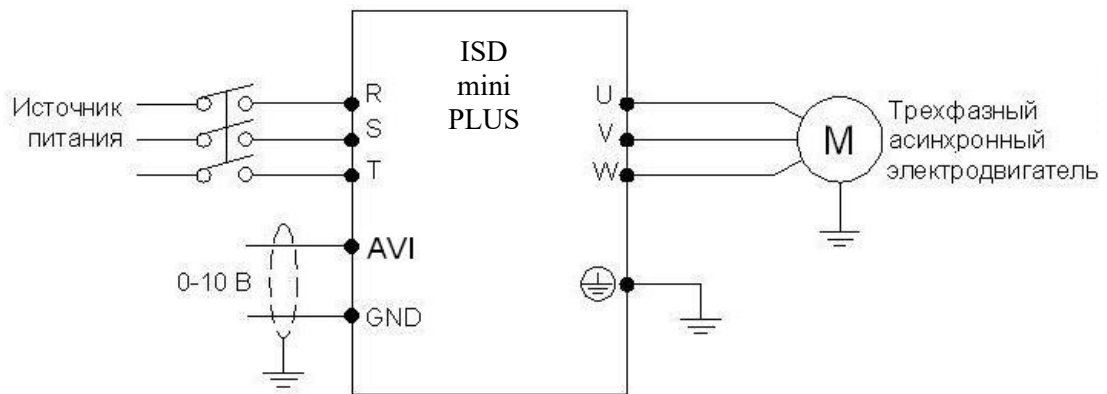 ISD
mini
PLUS
Источник
питания
R
S
T
AVI
0-10 В
GND
U
V
W
M
Трехфазный
асинхронный
электродвигатель